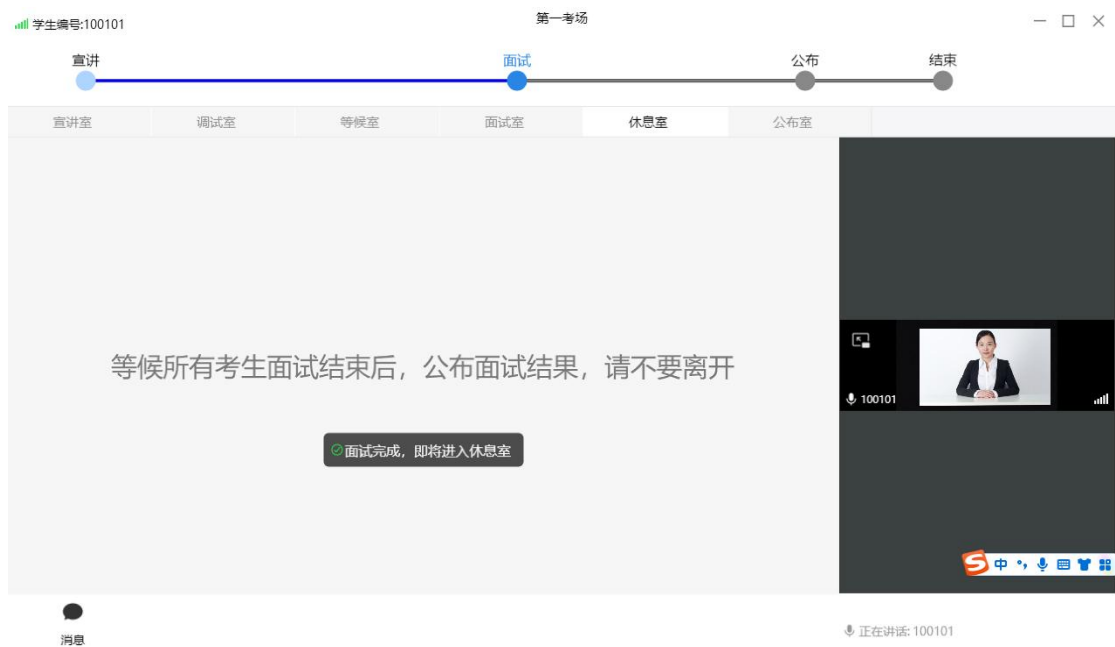 学生编号:100101
第一考场
宣讲
面试
公布
结束
宣讲室
调试室
等候室
面试室
休息室
公布室
等候所有考生面试结束后，公布面试结果，请不要离开
面试完成，即将进入休息室
100101
中
消息
正在讲话: 100101